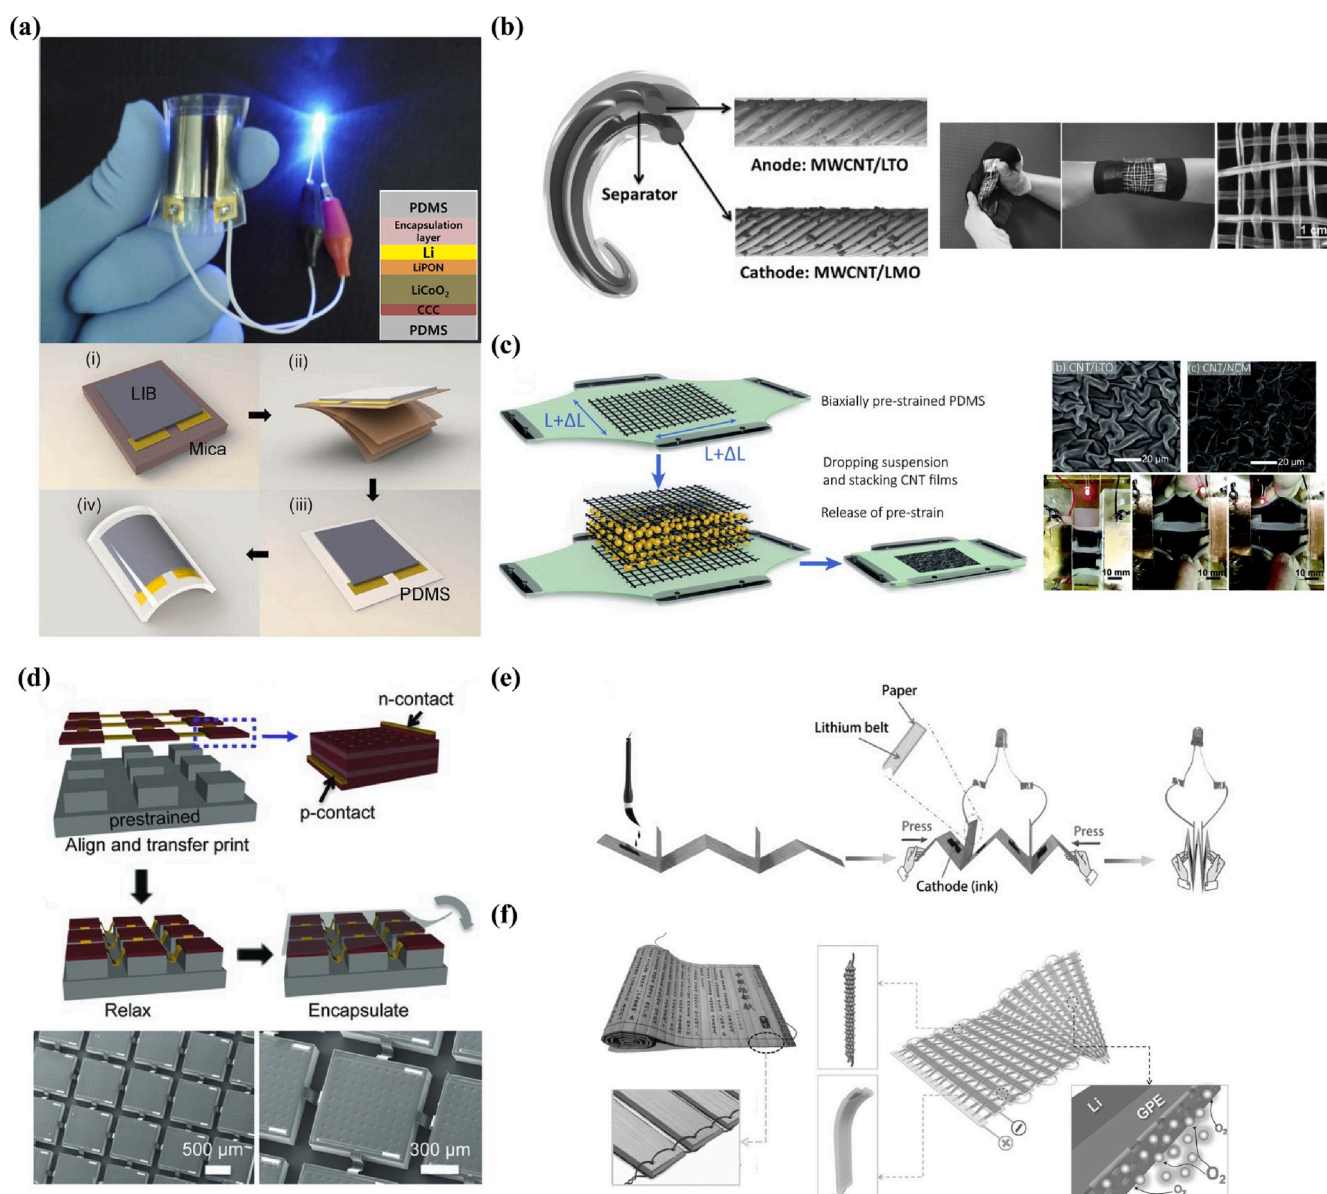 (a)
PDMS
Encapsulation
layer
Li
LiPON
LiCoO₂
CCC
PDMS
(i)
LIB
Mica
(ii)
(iv)
(iii)
PDMS
(b)
Separator
Anode: MWCNT/LTO
Cathode: MWCNT/LMO
1 cm
(c)
L+ΔL
L+ΔL
Biaxially pre-strained PDMS
Dropping suspension
and stacking CNT films
Release of pre-strain
(b) CNT/LTO
20 μm
(c) CNT/NCM
20 μm
10 mm
10 mm
10 mm
(d)
n-contact
p-contact
prestrained
Align and transfer print
Relax
Encapsulate
500 μm
300 μm
(e)
Paper
Lithium belt
Press
Press
Cathode (ink)
(f)
Li
GPE
O₂
O₂
O₂